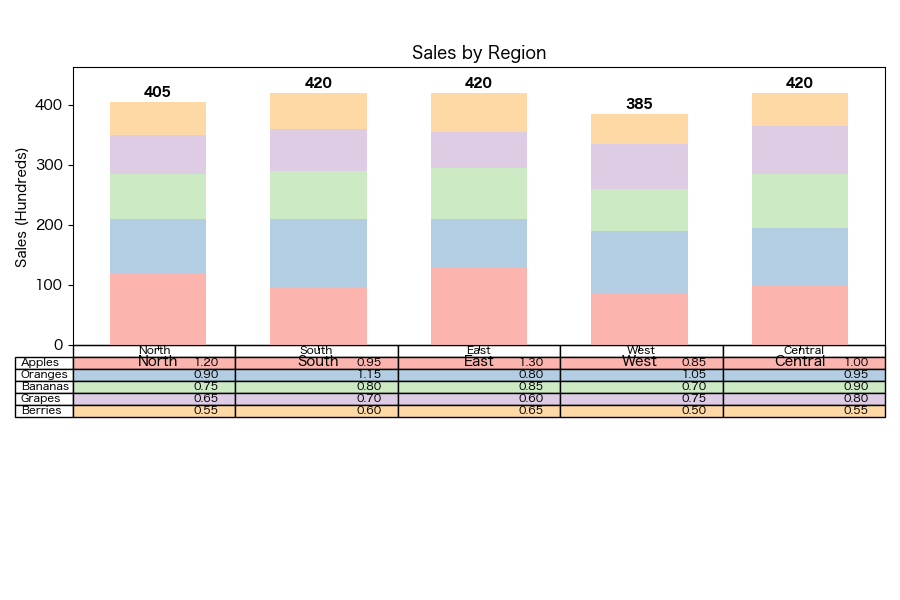 Sales by Region
405 420 420 385 420
Sales (Hundreds)
400
300
200
100
0
North South East West Central
North South East West Central
Apples 1.20 0.95 1.30 0.85 1.00
Oranges 0.90 1.15 0.80 1.05 0.95
Bananas 0.75 0.80 0.85 0.70 0.90
Grapes 0.65 0.70 0.60 0.75 0.80
Berries 0.55 0.60 0.65 0.50 0.55